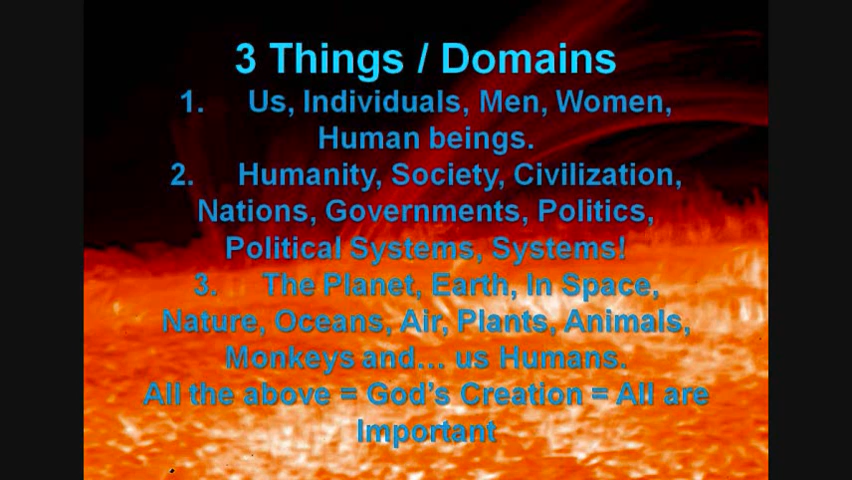 3 Things / Domains
1. Us, Individuals, Men, Women,
Human beings.
2. Humanity, Society, Civilization,
Nations, Governments, Politics,
Political Systems, Systems!
3. The Planet, Earth, In Space,
Nature, Oceans, Air, Plants, Animals,
Monkeys and… us Humans.
All the above = God's Creation = All are
Important